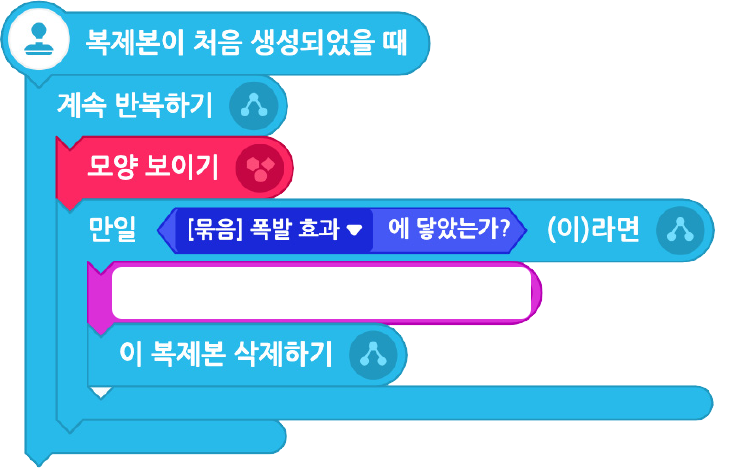 복제본이 처음 생성되었을 때
계속 반복하기
모양 보이기
만일 [묶음] 폭발 효과 에 닿았는가? (이)라면
이 복제본 삭제하기